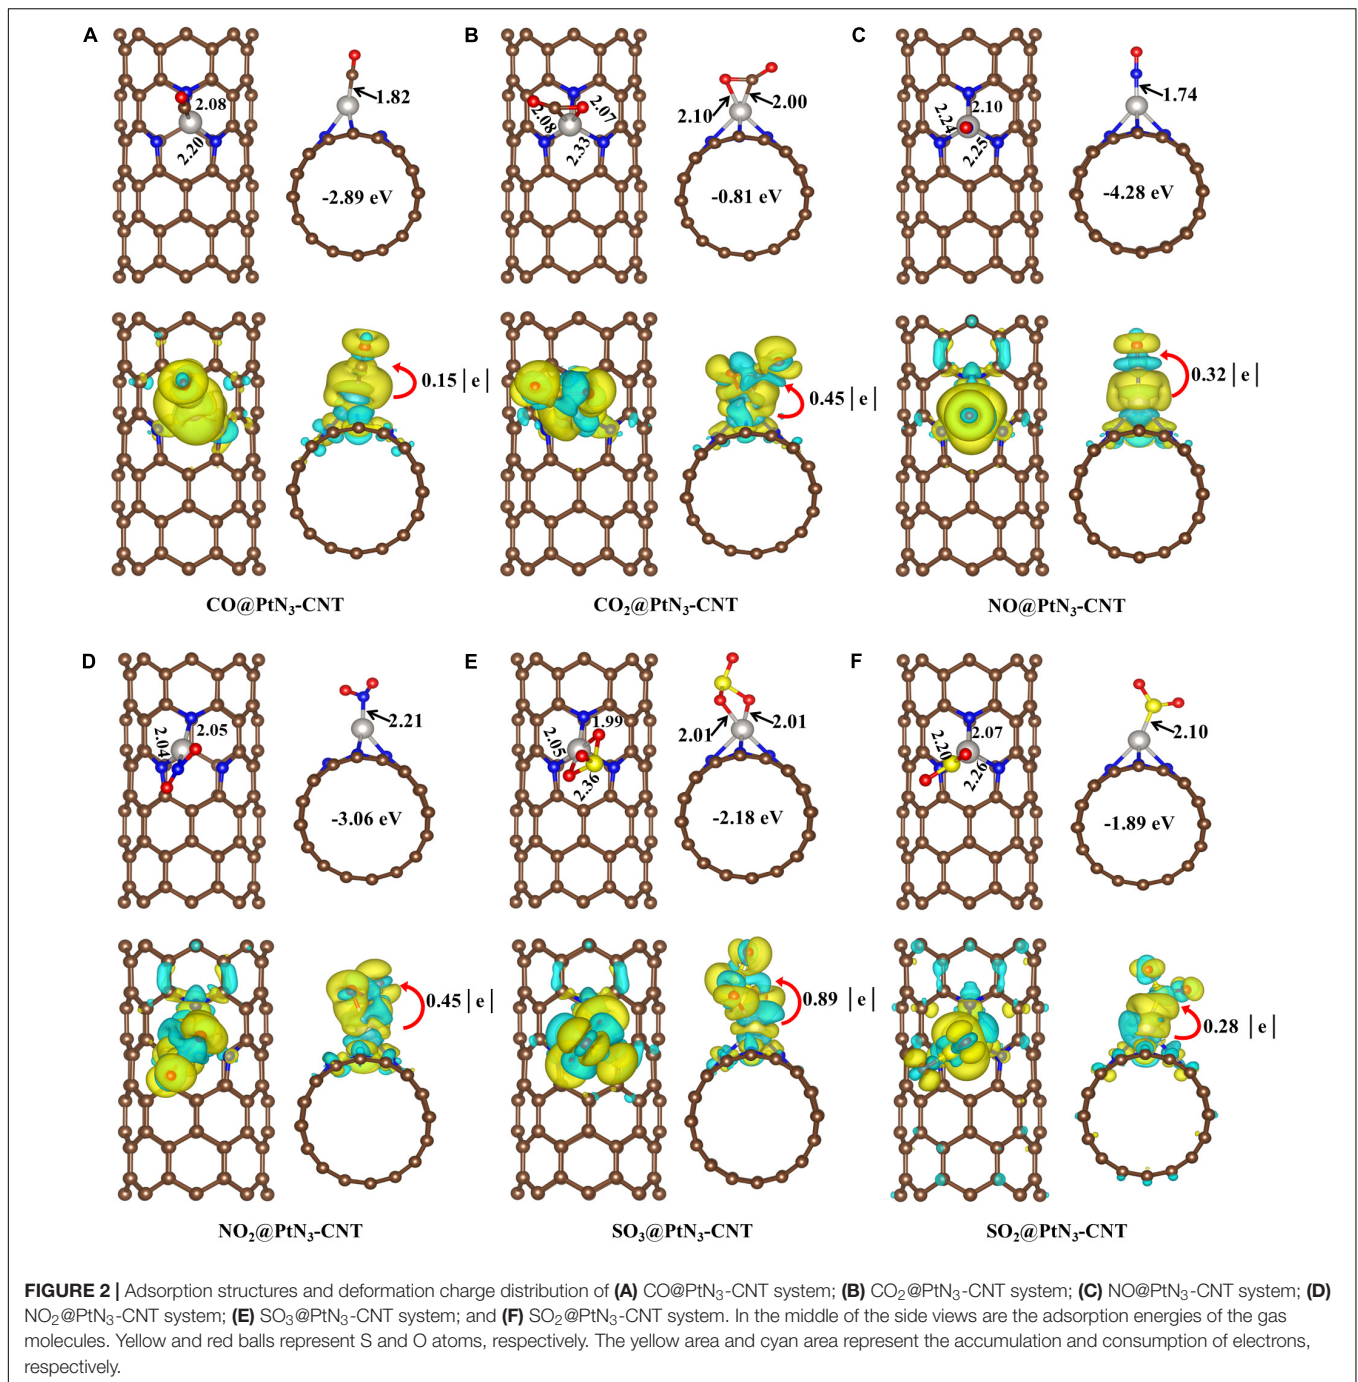 A
B
C
2.08
2.20
1.82
-2.89 eV
2.08
2.07
2.33
2.10
2.00
-0.81 eV
2.10
2.24
2.25
1.74
-4.28 eV
0.15 | e |
0.45 | e |
0.32 | e |
CO@PtN₃-CNT
CO₂@PtN₃-CNT
NO@PtN₃-CNT
D
E
F
2.04
2.05
2.21
-3.06 eV
1.99
2.05
2.36
2.01
2.01
-2.18 eV
2.07
2.20
2.26
2.10
-1.89 eV
0.45 | e |
0.89 | e |
0.28 | e |
NO₂@PtN₃-CNT
SO₃@PtN₃-CNT
SO₂@PtN₃-CNT
FIGURE 2 | Adsorption structures and deformation charge distribution of (A) CO@PtN₃-CNT system; (B) CO₂@PtN₃-CNT system; (C) NO@PtN₃-CNT system; (D)
NO₂@PtN₃-CNT system; (E) SO₃@PtN₃-CNT system; and (F) SO₂@PtN₃-CNT system. In the middle of the side views are the adsorption energies of the gas
molecules. Yellow and red balls represent S and O atoms, respectively. The yellow area and cyan area represent the accumulation and consumption of electrons,
respectively.